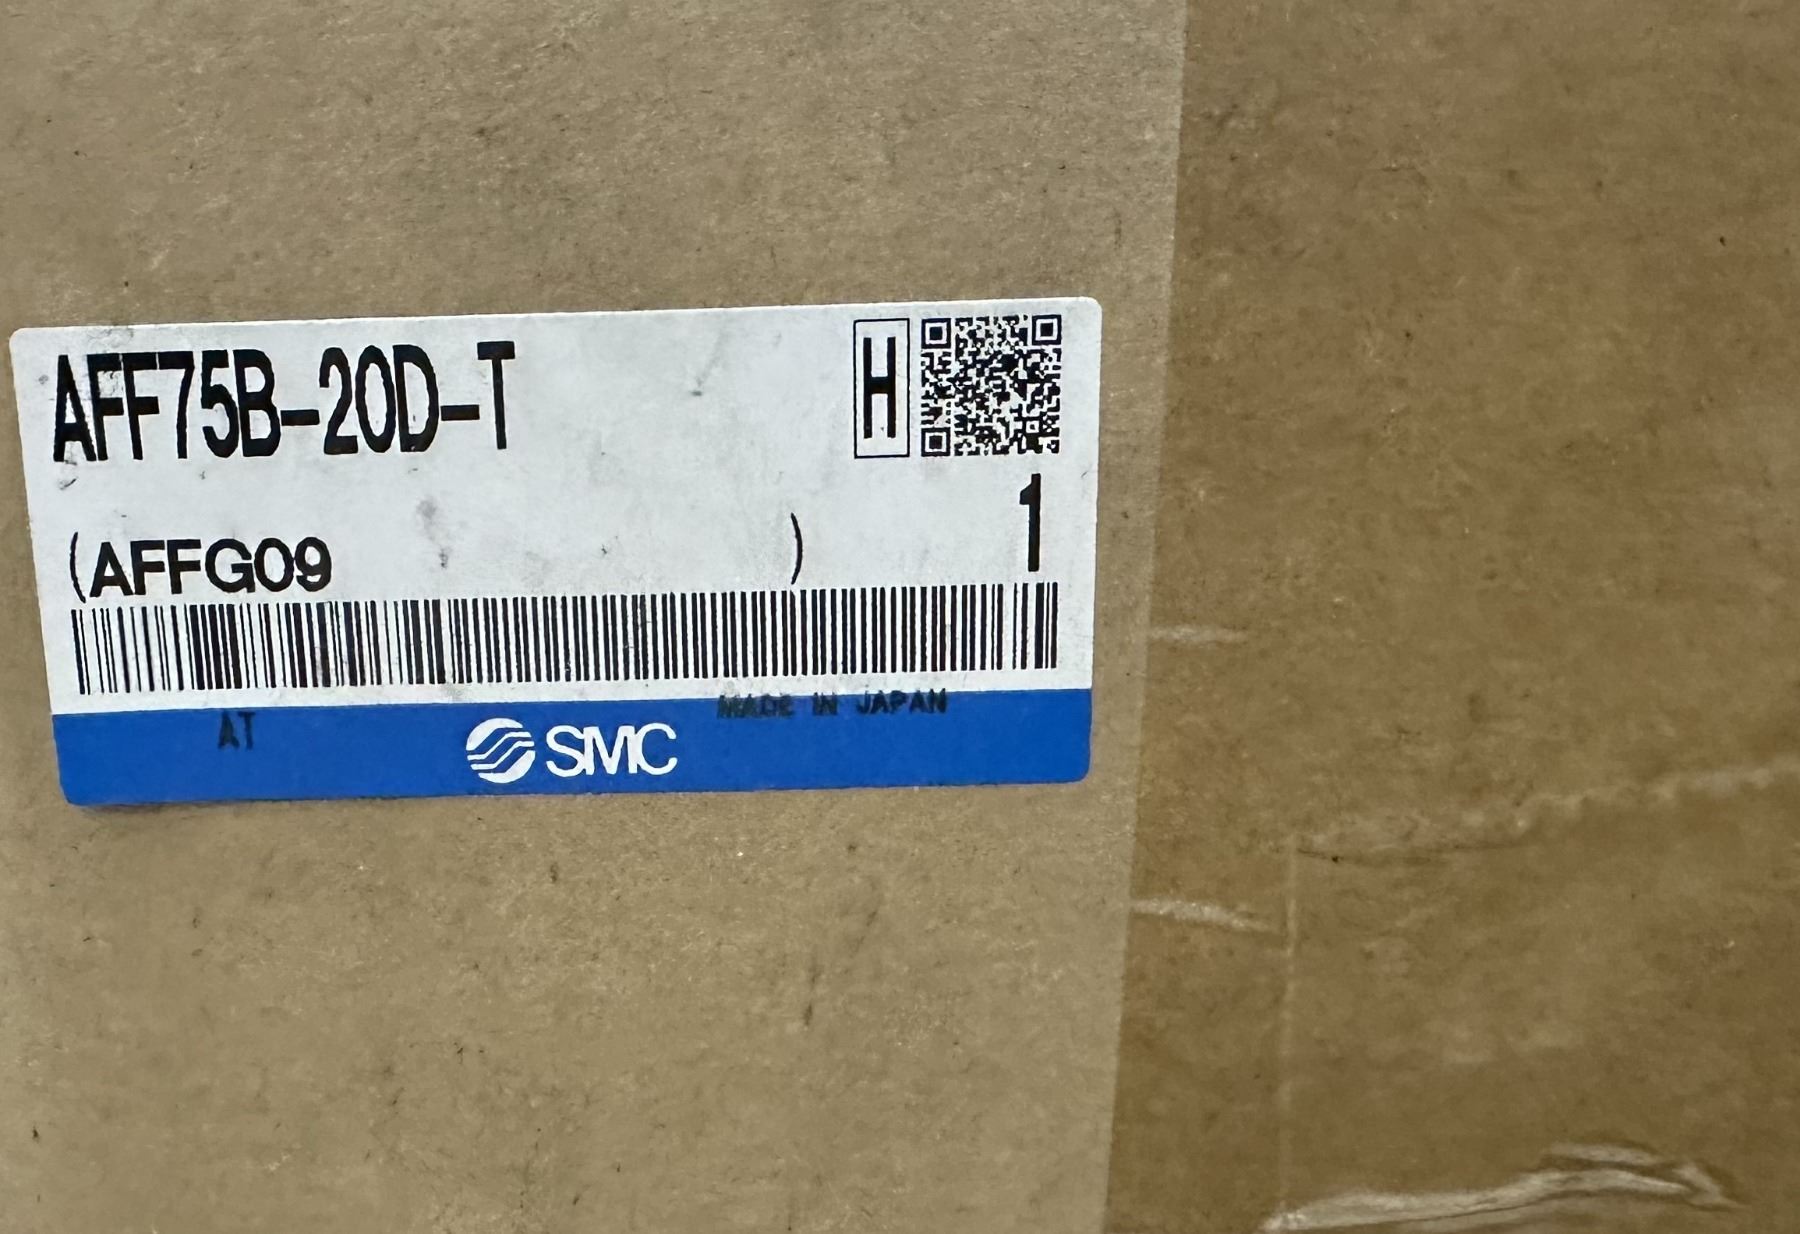 AFF75B-20D-T
H
1
(AFFG09 )
MADE IN JAPAN
AT
SMC